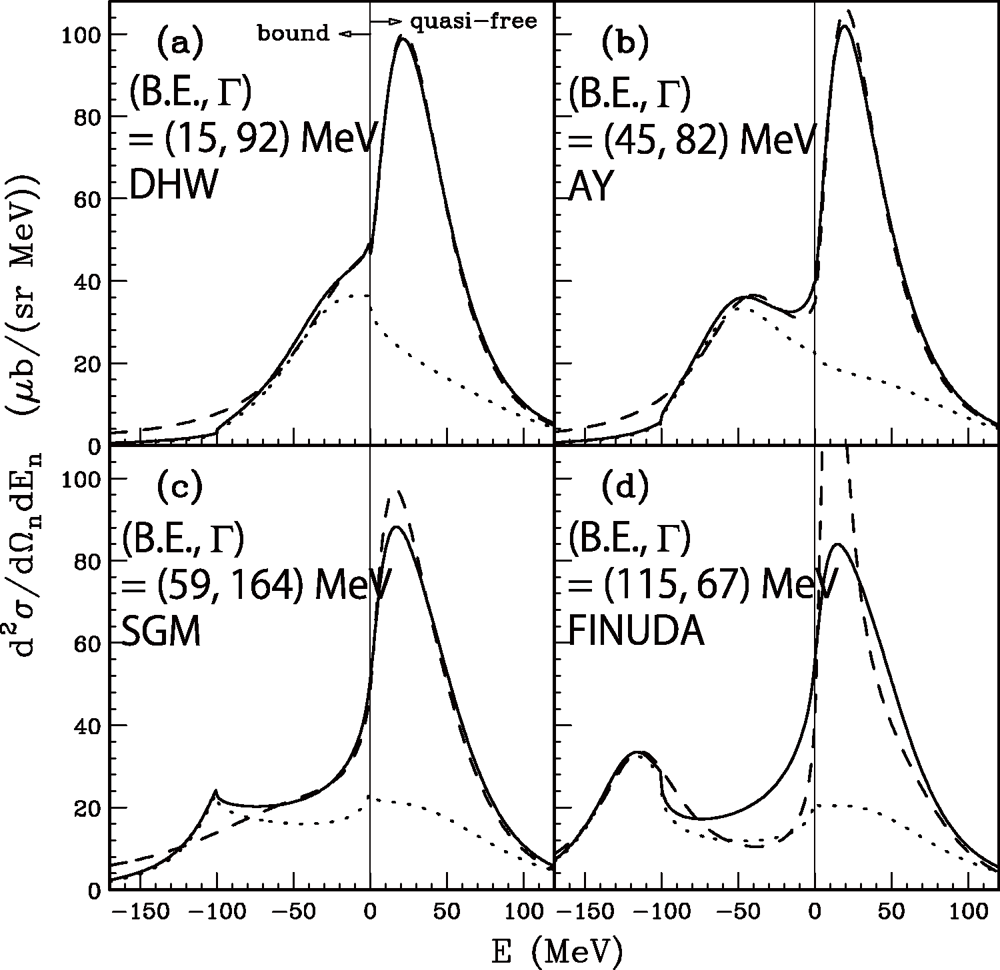 bound
quasi-free
(a)
(B.E., Γ)
= (15, 92) MeV
DHW
(b)
(B.E., Γ)
= (45, 82) MeV
AY
100
80
60
40
20
0
(c)
(B.E., Γ)
= (59, 164) MeV
SGM
(d)
(B.E., Γ)
= (115, 67) MeV
FINUDA
100
80
60
40
20
0
−150 −100 −50 0 50 100
−150 −100 −50 0 50 100
E (MeV)
d²σ/dΩₙdEₙ (μb/(sr MeV))